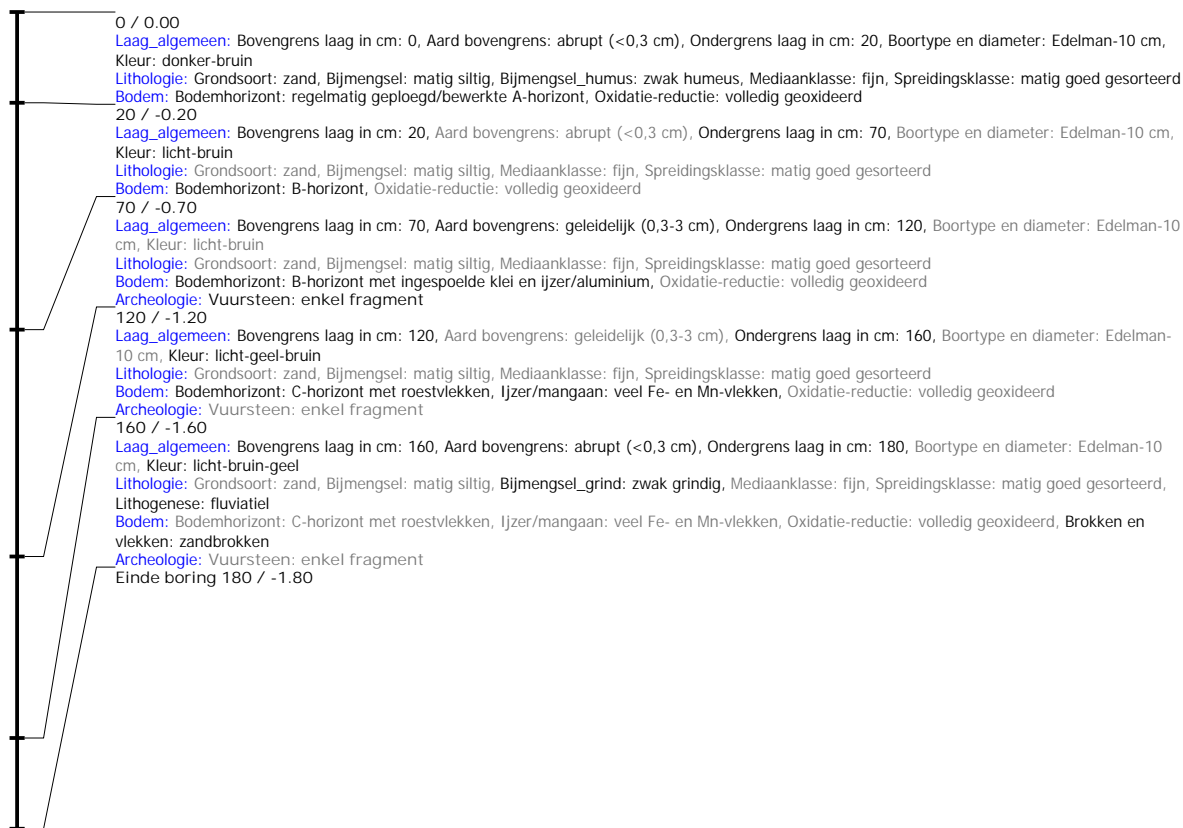 0 / 0.00
Laag_algemeen: Bovengrens laag in cm: 0, Aard bovengrens: abrupt (<0,3 cm), Ondergrens laag in cm: 20, Boortype en diameter: Edelman-10 cm,
Kleur: donker-bruin
Lithologie: Grondsoort: zand, Bijmengsel: matig siltig, Bijmengsel_humus: zwak humeus, Mediaanklasse: fijn, Spreidingsklasse: matig goed gesorteerd
Bodem: Bodemhorizont: regelmatig geploegd/bewerkte A-horizont, Oxidatie-reductie: volledig geoxideerd
20 / -0.20
Laag_algemeen: Bovengrens laag in cm: 20, Aard bovengrens: abrupt (<0,3 cm), Ondergrens laag in cm: 70, Boortype en diameter: Edelman-10 cm,
Kleur: licht-bruin
Lithologie: Grondsoort: zand, Bijmengsel: matig siltig, Mediaanklasse: fijn, Spreidingsklasse: matig goed gesorteerd
Bodem: Bodemhorizont: B-horizont, Oxidatie-reductie: volledig geoxideerd
70 / -0.70
Laag_algemeen: Bovengrens laag in cm: 70, Aard bovengrens: geleidelijk (0,3-3 cm), Ondergrens laag in cm: 120, Boortype en diameter: Edelman-10
cm, Kleur: licht-bruin
Lithologie: Grondsoort: zand, Bijmengsel: matig siltig, Mediaanklasse: fijn, Spreidingsklasse: matig goed gesorteerd
Bodem: Bodemhorizont: B-horizont met ingespoelde klei en ijzer/aluminium, Oxidatie-reductie: volledig geoxideerd
Archeologie: Vuursteen: enkel fragment
120 / -1.20
Laag_algemeen: Bovengrens laag in cm: 120, Aard bovengrens: geleidelijk (0,3-3 cm), Ondergrens laag in cm: 160, Boortype en diameter: Edelman-
10 cm, Kleur: licht-geel-bruin
Lithologie: Grondsoort: zand, Bijmengsel: matig siltig, Mediaanklasse: fijn, Spreidingsklasse: matig goed gesorteerd
Bodem: Bodemhorizont: C-horizont met roestvlekken, Ijzer/mangaan: veel Fe- en Mn-vlekken, Oxidatie-reductie: volledig geoxideerd
Archeologie: Vuursteen: enkel fragment
160 / -1.60
Laag_algemeen: Bovengrens laag in cm: 160, Aard bovengrens: abrupt (<0,3 cm), Ondergrens laag in cm: 180, Boortype en diameter: Edelman-10
cm, Kleur: licht-bruin-geel
Lithologie: Grondsoort: zand, Bijmengsel: matig siltig, Bijmengsel_grind: zwak grindig, Mediaanklasse: fijn, Spreidingsklasse: matig goed gesorteerd,
Lithogenese: fluviatiel
Bodem: Bodemhorizont: C-horizont met roestvlekken, Ijzer/mangaan: veel Fe- en Mn-vlekken, Oxidatie-reductie: volledig geoxideerd, Brokken en
vlekken: zandbrokken
Archeologie: Vuursteen: enkel fragment
Einde boring 180 / -1.80